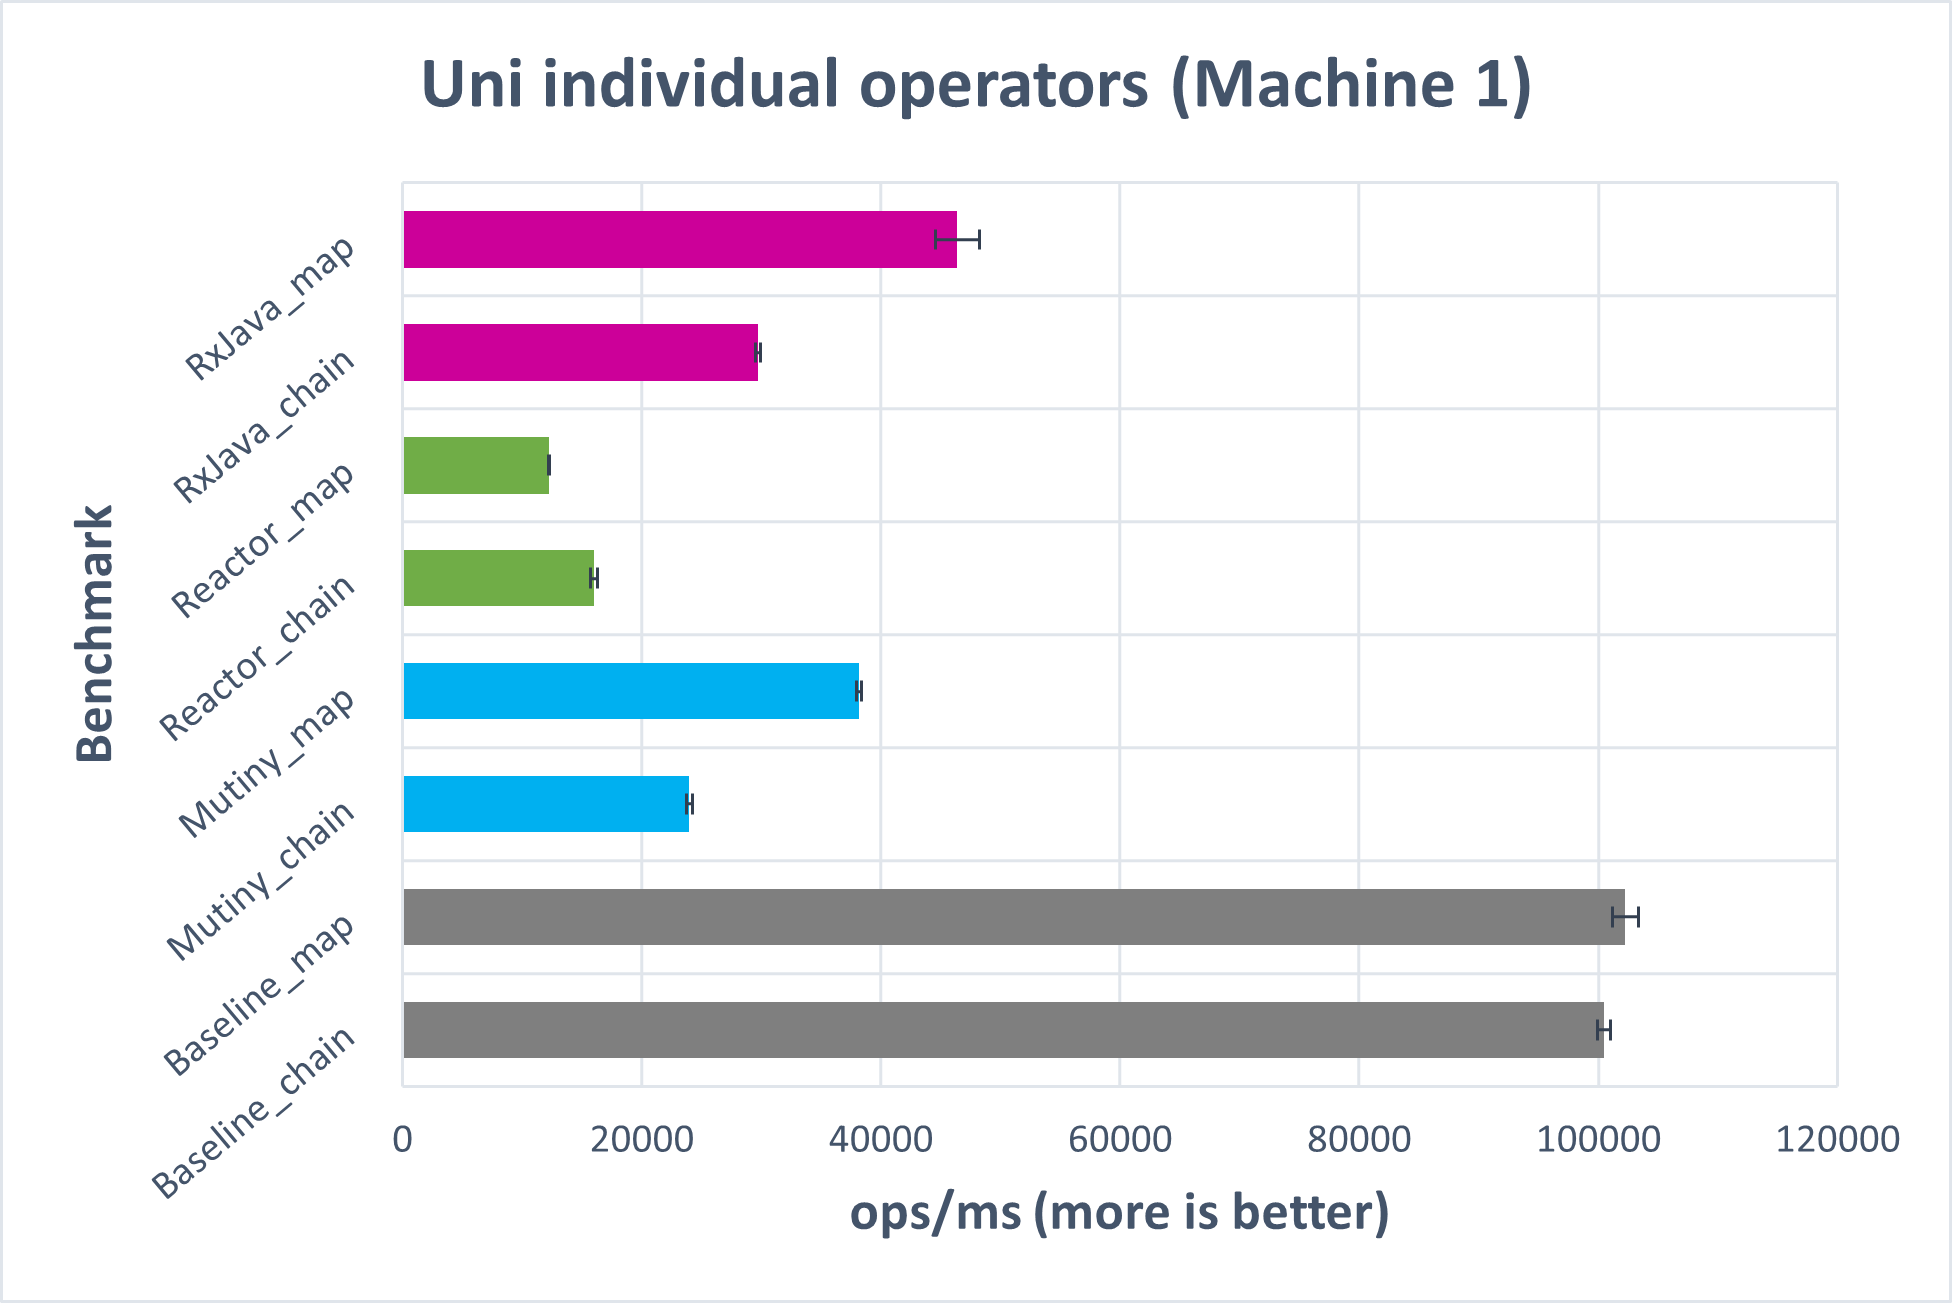 Uni individual operators (Machine 1)
Benchmark
RxJava_map
RxJava_chain
Reactor_map
Reactor_chain
Mutiny_map
Mutiny_chain
Baseline_map
Baseline_chain
0 20000 40000 60000 80000 100000 120000
ops/ms (more is better)